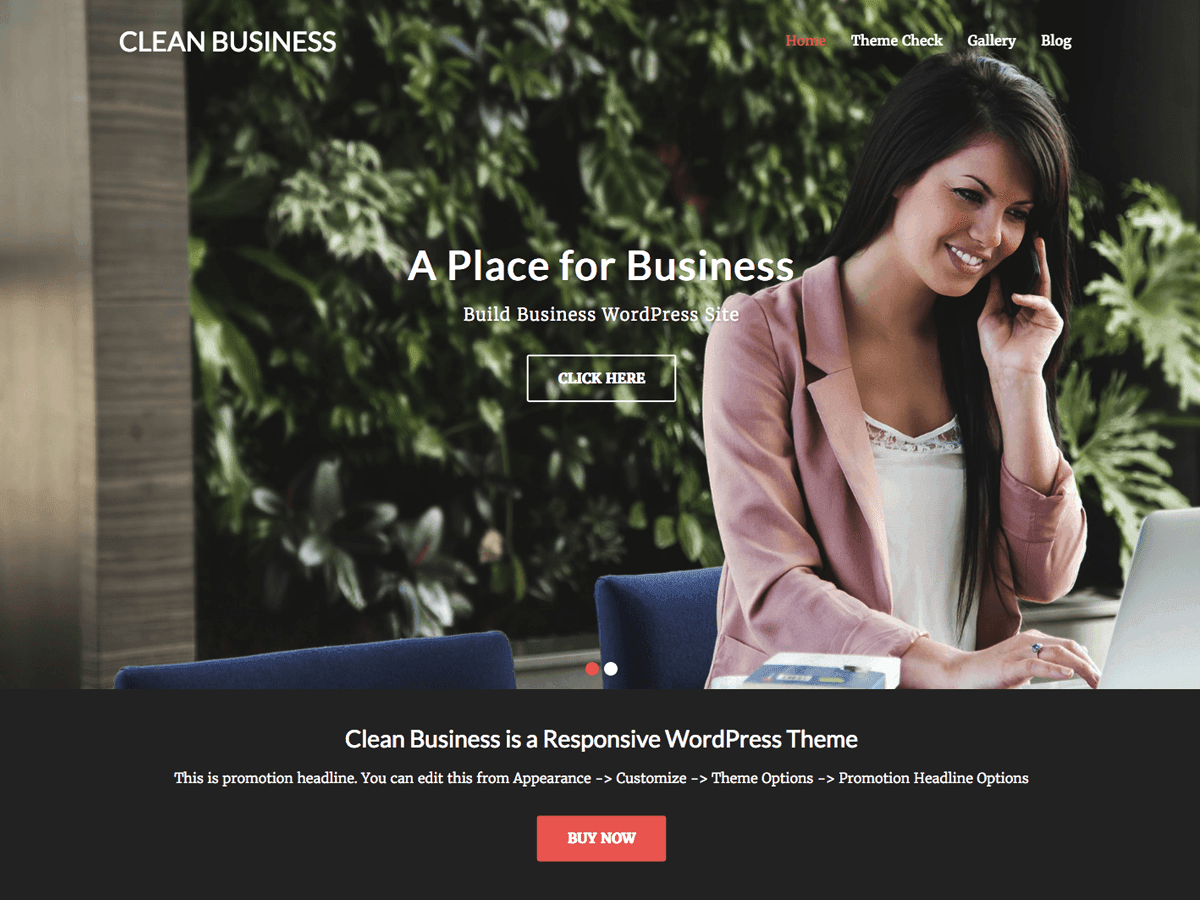 CLEAN BUSINESS
Home Theme Check Gallery Blog
A Place for Business
Build Business WordPress Site
CLICK HERE
Clean Business is a Responsive WordPress Theme
This is promotion headline. You can edit this from Appearance -> Customize -> Theme Options -> Promotion Headline Options
BUY NOW